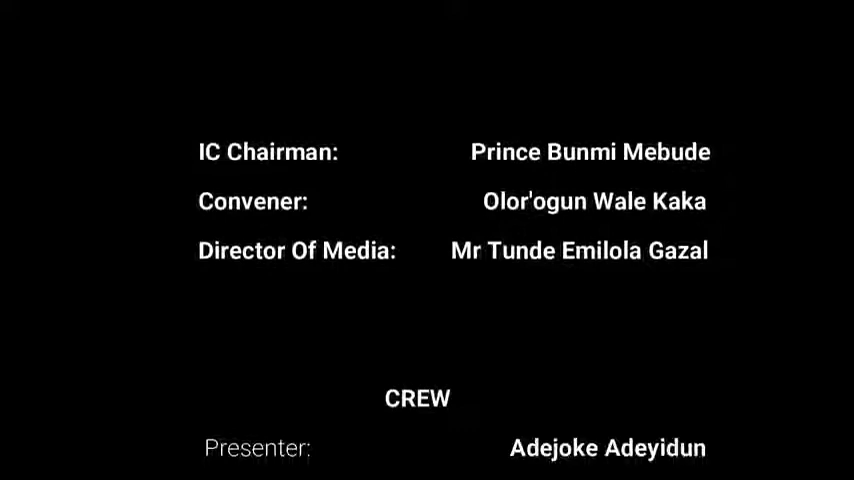 IC Chairman: Prince Bunmi Mebude
Convener: Olor'ogun Wale Kaka
Director Of Media: Mr Tunde Emilola Gazal
CREW
Presenter: Adejoke Adeyidun